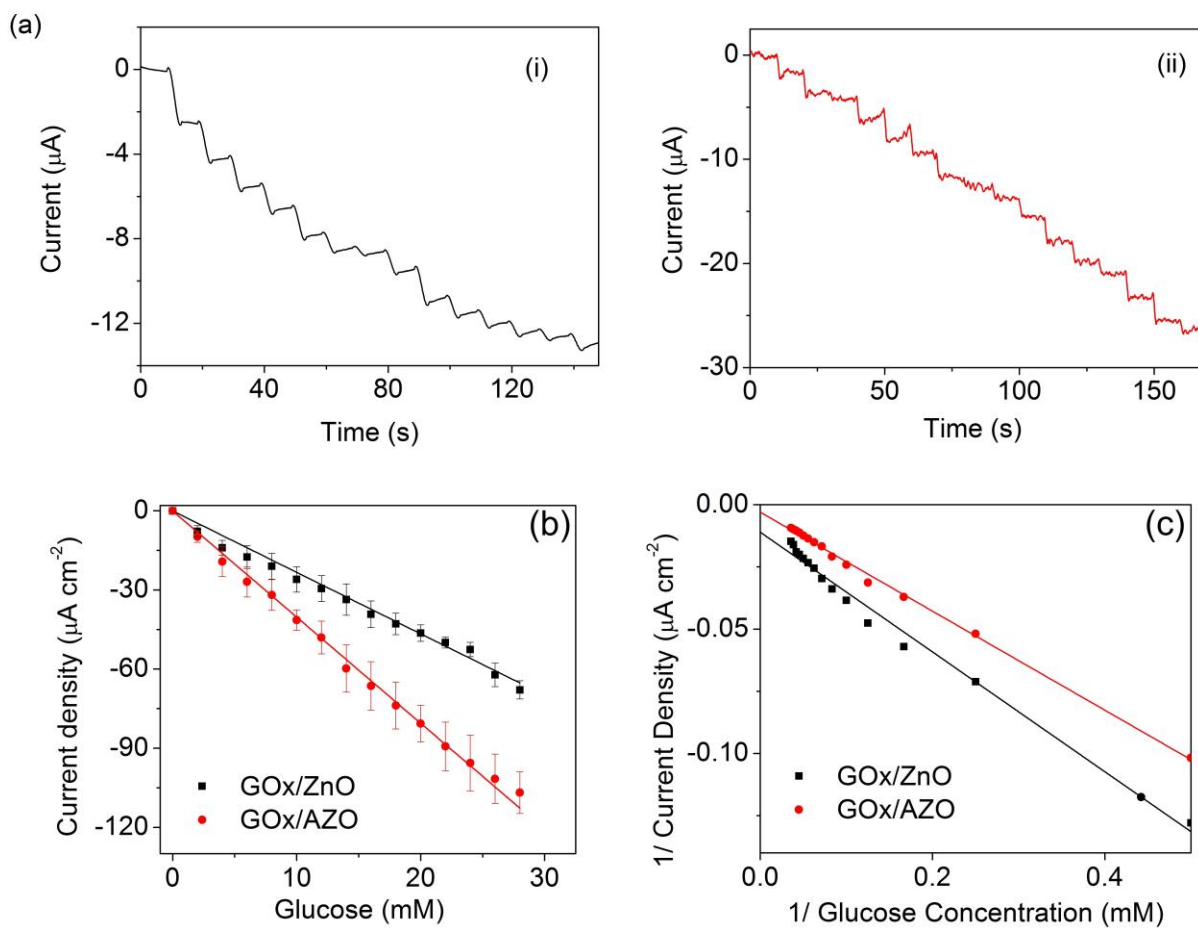 (a)
(i)
0
-4
-8
-12
Current (μA)
0 40 80 120
Time (s)
(ii)
0
-10
-20
-30
Current (μA)
0 50 100 150
Time (s)
(b)
0
-30
-60
-90
-120
Current density (μA cm⁻²)
GOx/ZnO
GOx/AZO
0 10 20 30
Glucose (mM)
(c)
0.00
-0.05
-0.10
1/ Current Density (μA cm⁻²)
GOx/ZnO
GOx/AZO
0.0 0.2 0.4
1/ Glucose Concentration (mM)